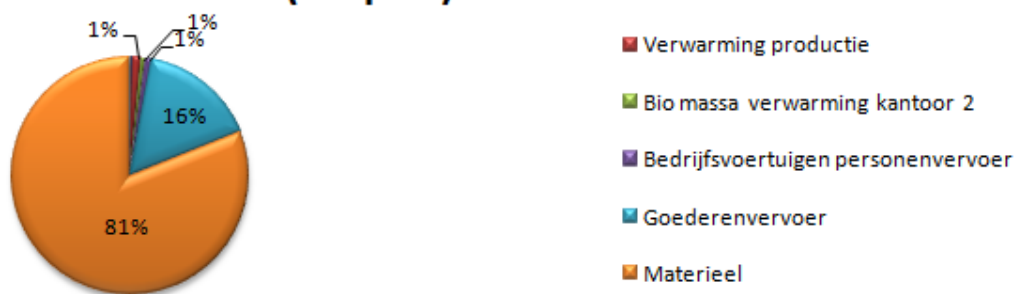 1%
1%
1%
16%
81%
Verwarming productie
Bio massa verwarming kantoor 2
Bedrijfsvoertuigen personenvervoer
Goederenvervoer
Materieel